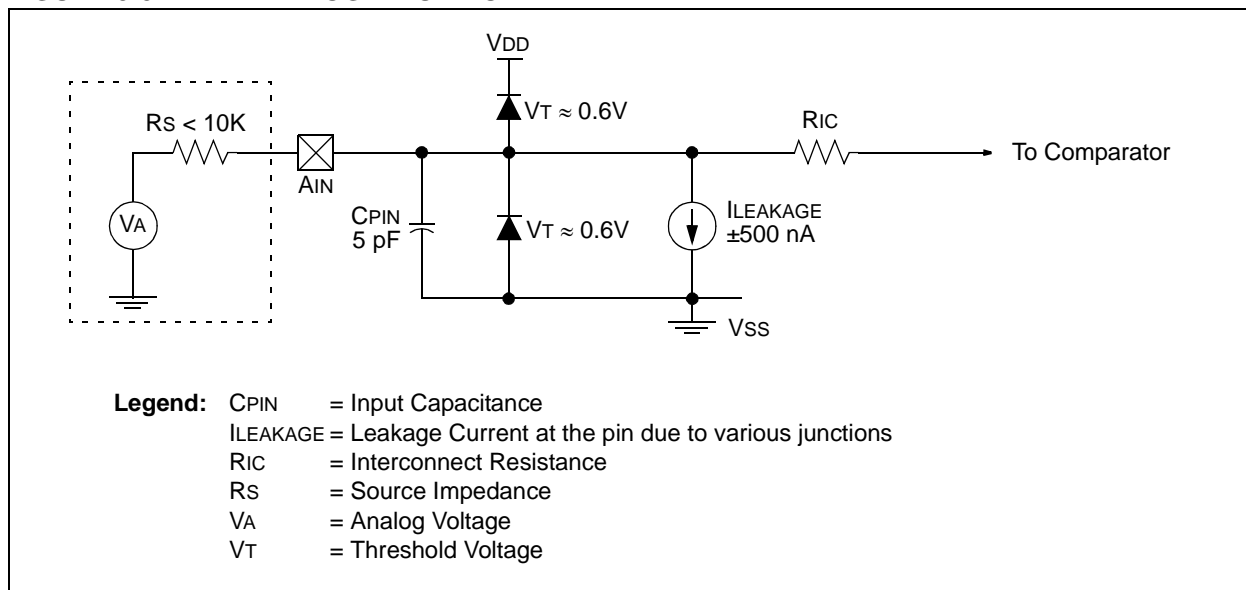 VDD
VT ≈ 0.6V
RS < 10K
RIC
To Comparator
AIN
CPIN
5 pF
VA
VT ≈ 0.6V
ILEAKAGE
±500 nA
VSS
Legend: CPIN = Input Capacitance
ILEAKAGE = Leakage Current at the pin due to various junctions
RIC = Interconnect Resistance
RS = Source Impedance
VA = Analog Voltage
VT = Threshold Voltage